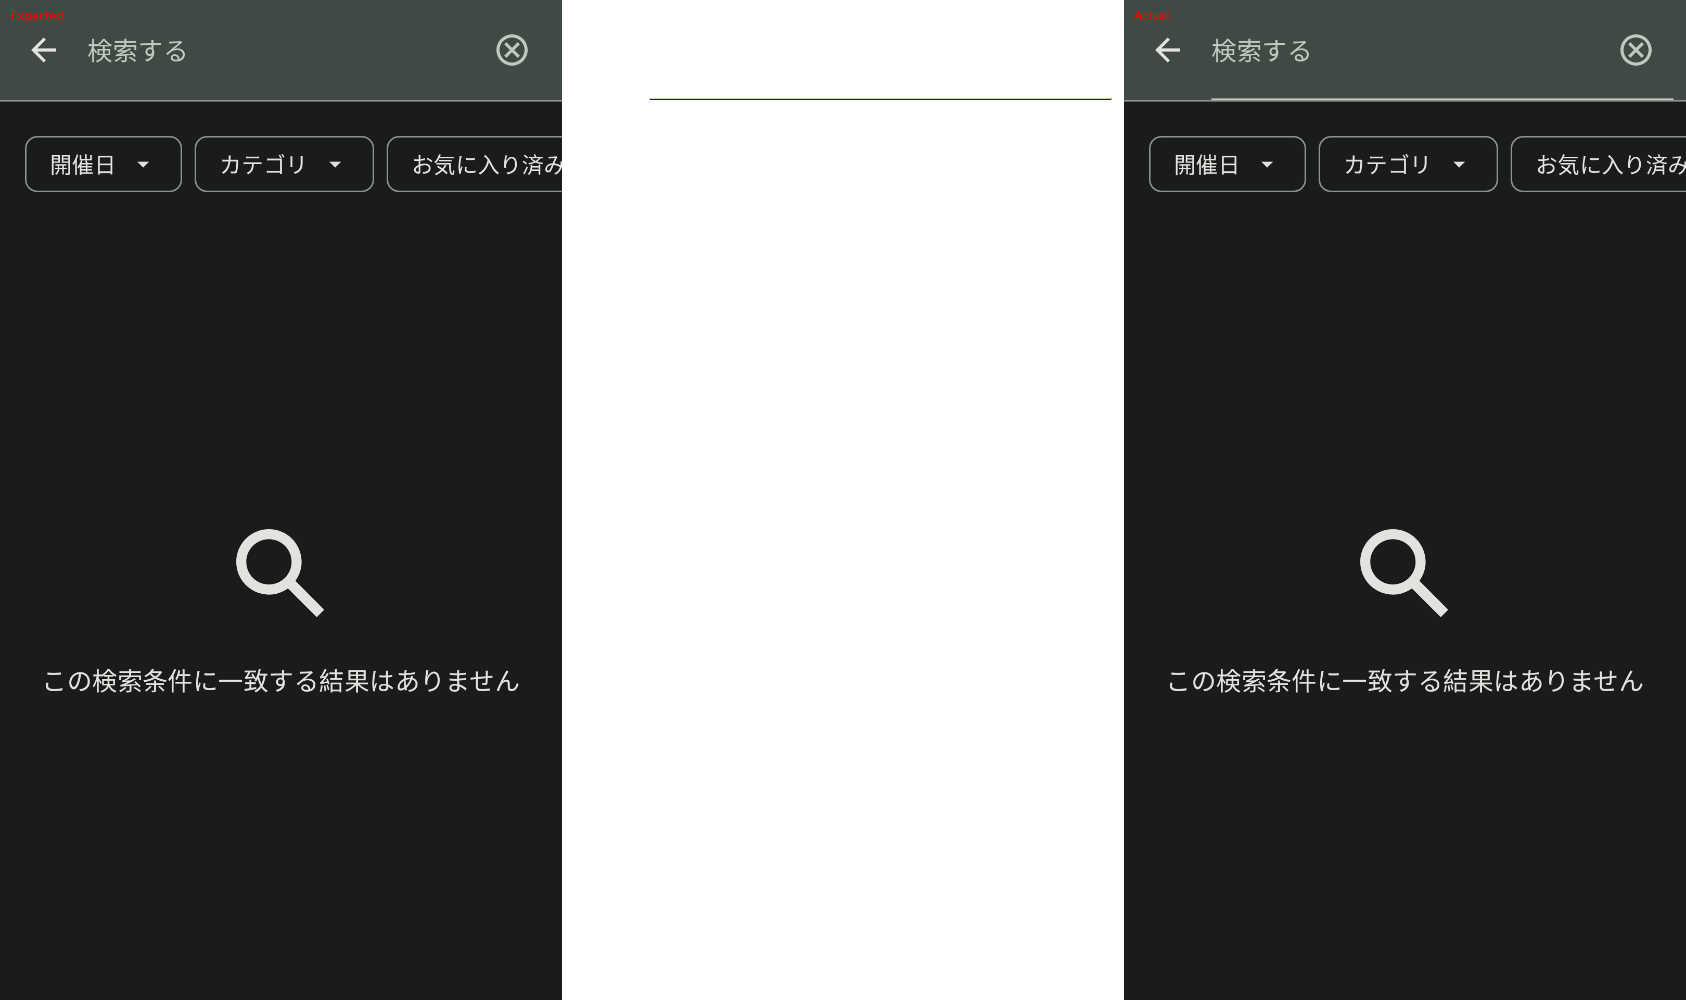 Expected
検索する
開催日
カテゴリ
お気に入り済み
この検索条件に一致する結果はありません
Actual
検索する
開催日
カテゴリ
お気に入り済み
この検索条件に一致する結果はありません